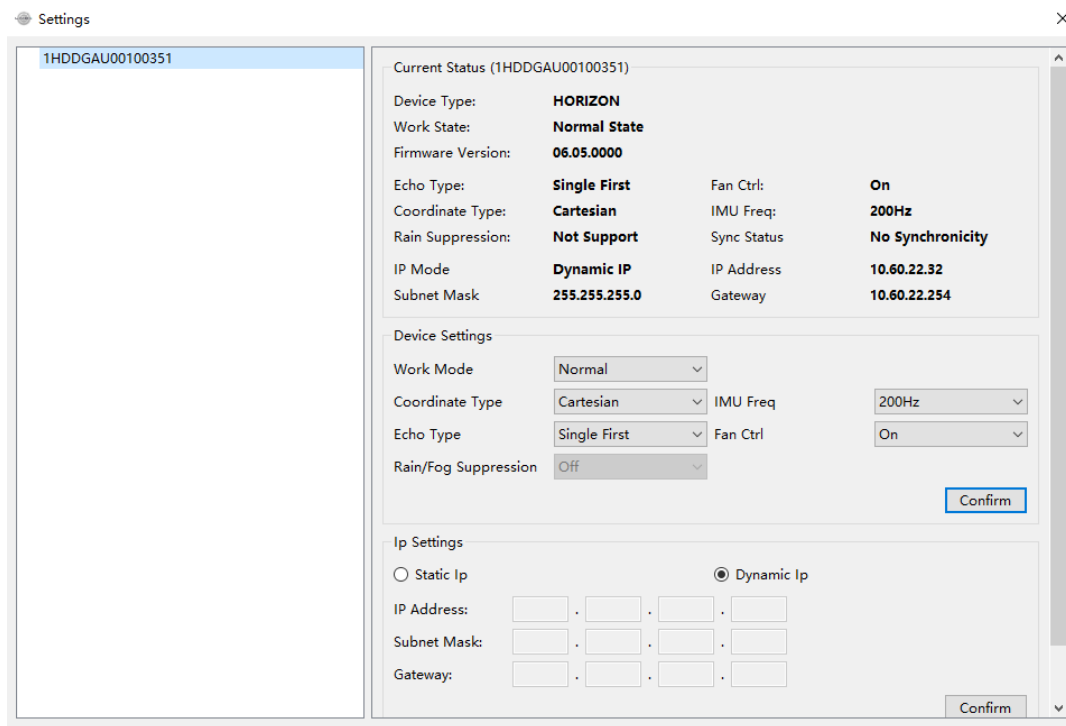 Settings
1HDDGAU00100351
Current Status (1HDDGAU00100351)
Device Type: HORIZON
Work State: Normal State
Firmware Version: 06.05.0000
Echo Type: Single First Fan Ctrl: On
Coordinate Type: Cartesian IMU Freq: 200Hz
Rain Suppression: Not Support Sync Status No Synchronicity
IP Mode Dynamic IP IP Address 10.60.22.32
Subnet Mask 255.255.255.0 Gateway 10.60.22.254
Device Settings
Work Mode Normal
Coordinate Type Cartesian IMU Freq 200Hz
Echo Type Single First Fan Ctrl On
Rain/Fog Suppression Off
Confirm
Ip Settings
Static Ip Dynamic Ip
IP Address: . . .
Subnet Mask: . . .
Gateway: . . .
Confirm